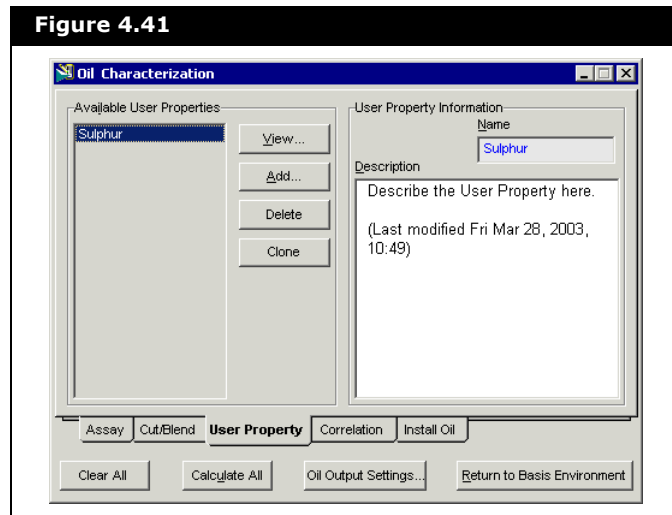 Figure 4.41
Oil Characterization
Available User Properties
Sulphur
View...
Add...
Delete
Clone
User Property Information
Name
Sulphur
Description
Describe the User Property here.
(Last modified Fri Mar 28, 2003,
10:49)
Assay Cut/Blend User Property Correlation Install Oil
Clear All Calculate All Oil Output Settings... Return to Basis Environment